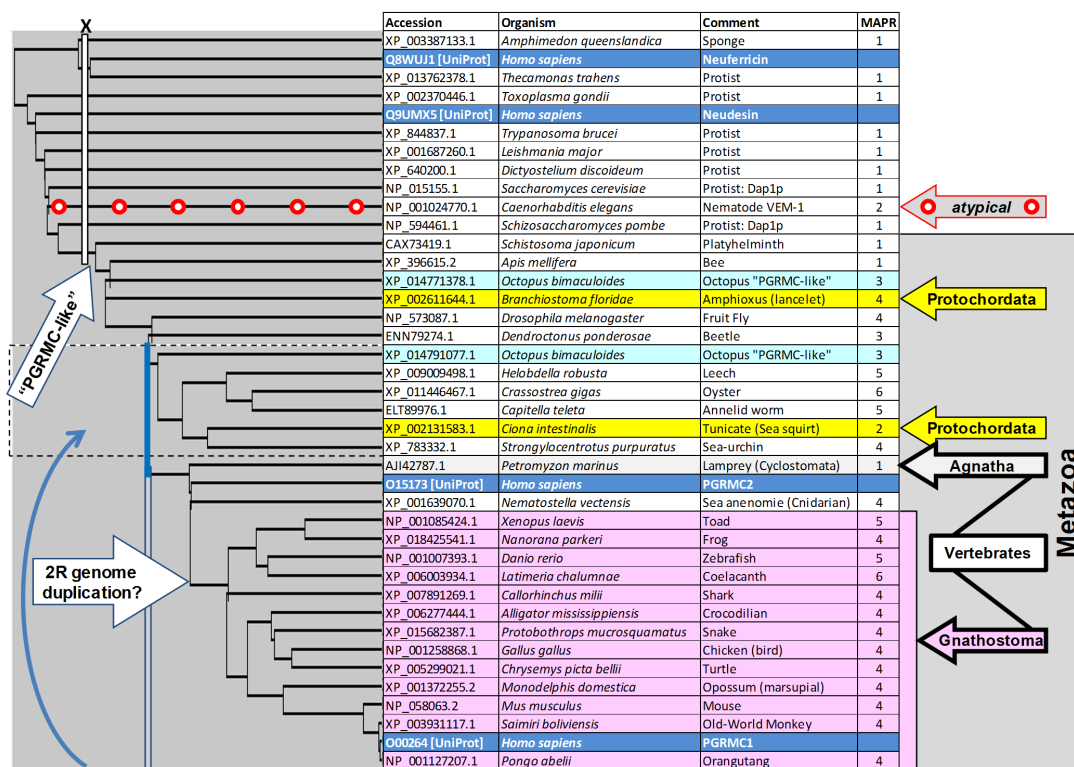 X
Accession Organism Comment MAPR
XP_003387133.1 Amphimedon queenslandica Sponge 1
Q8WUJ1 [UniProt] Homo sapiens Neuferricin
XP_013762378.1 Thecamonas trahens Protist 1
XP_002370446.1 Toxoplasma gondii Protist 1
Q9UMX5 [UniProt] Homo sapiens Neudesin
XP_844837.1 Trypanosoma brucei Protist 1
XP_001687260.1 Leishmania major Protist 1
XP_640200.1 Dictyostelium discoideum Protist 1
NP_015155.1 Saccharomyces cerevisiae Protist: Dap1p 1
NP_001024770.1 Caenorhabditis elegans Nematode VEM-1 2
atypical
NP_594461.1 Schizosaccharomyces pombe Protist: Dap1p 1
CAX73419.1 Schistosoma japonicum Platyhelminth 1
XP_396615.2 Apis mellifera Bee 1
XP_014771378.1 Octopus bimaculoides Octopus "PGRMC-like" 3
XP_002611644.1 Branchiostoma floridae Amphioxus (lancelet) 4
Protochordata
NP_573087.1 Drosophila melanogaster Fruit Fly 4
ENN79274.1 Dendroctonus ponderosae Beetle 3
XP_014791077.1 Octopus bimaculoides Octopus "PGRMC-like" 3
XP_009009498.1 Helobdella robusta Leech 5
XP_011446467.1 Crassostrea gigas Oyster 6
ELT89976.1 Capitella teleta Annelid worm 5
XP_002131583.1 Ciona intestinalis Tunicate (Sea squirt) 2
Protochordata
XP_783332.1 Strongylocentrotus purpuratus Sea-urchin 4
AJI42787.1 Petromyzon marinus Lamprey (Cyclostomata) 1
Agnatha
O15173 [UniProt] Homo sapiens PGRMC2
XP_001639070.1 Nematostella vectensis Sea anenomie (Cnidarian) 4
NP_001085424.1 Xenopus laevis Toad 5
XP_018425541.1 Nanorana parkeri Frog 4
NP_001007393.1 Danio rerio Zebrafish 5
XP_006003934.1 Latimeria chalumnae Coelacanth 6
XP_007891269.1 Callorhinchus milii Shark 4
XP_006277444.1 Alligator mississippiensis Crocodilian 4
XP_015682387.1 Protobothrops mucrosquamatus Snake 4
NP_001258868.1 Gallus gallus Chicken (bird) 4
XP_005299021.1 Chrysemys picta bellii Turtle 4
XP_001372255.2 Monodelphis domestica Opossum (marsupial) 4
NP_058063.2 Mus musculus Mouse 4
XP_003931117.1 Saimiri boliviensis Old-World Monkey 4
O00264 [UniProt] Homo sapiens PGRMC1
NP_001127207.1 Pongo abelii Orangutang 4
"PGRMC-like"
2R genome
duplication?
Vertebrates
Gnathostoma
Metazoa